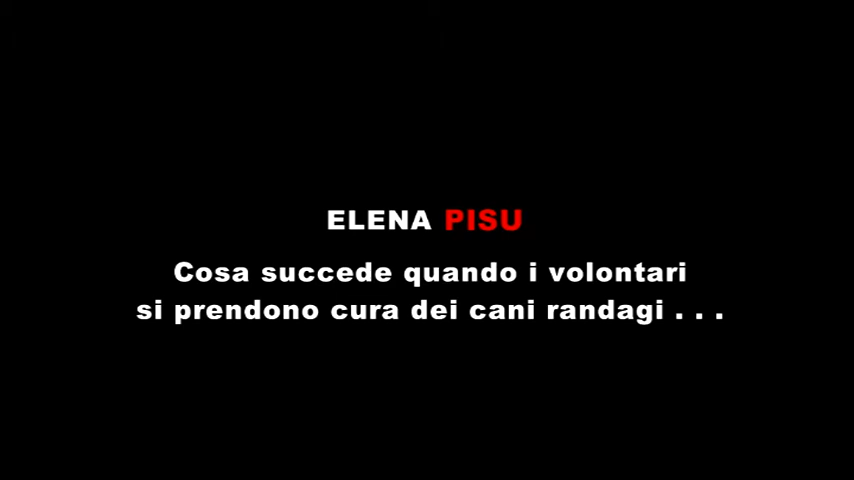 ELENA PISU
Cosa succede quando i volontari
si prendono cura dei cani randagi . . .